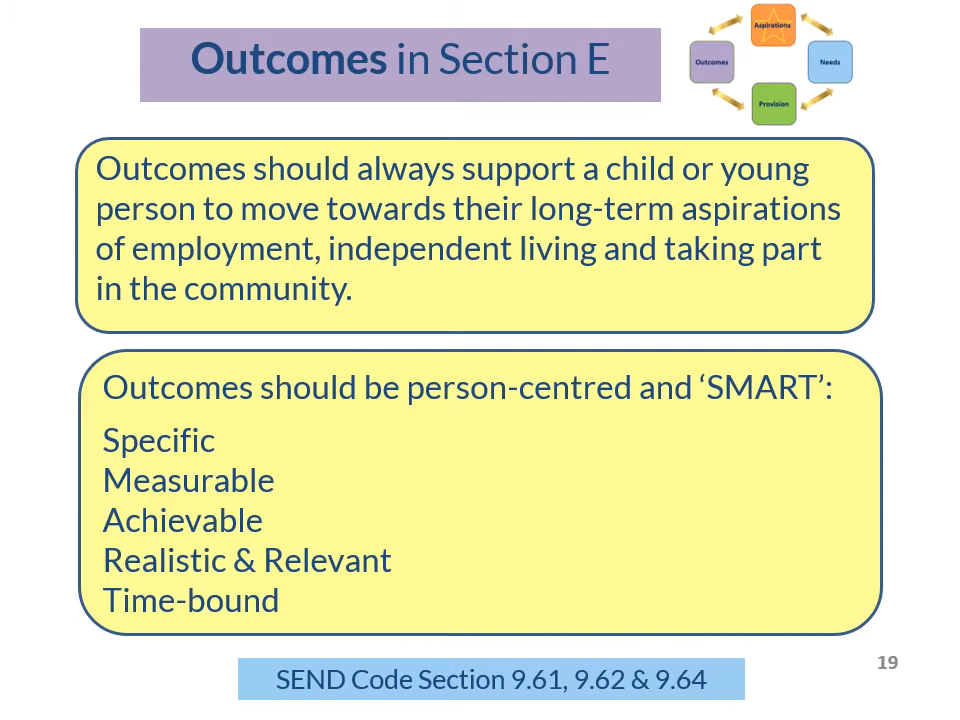 Outcomes in Section E
Aspirations
Outcomes
Needs
Provision
Outcomes should always support a child or young
person to move towards their long-term aspirations
of employment, independent living and taking part
in the community.
Outcomes should be person-centred and ‘SMART’:
Specific
Measurable
Achievable
Realistic & Relevant
Time-bound
19
SEND Code Section 9.61, 9.62 & 9.64